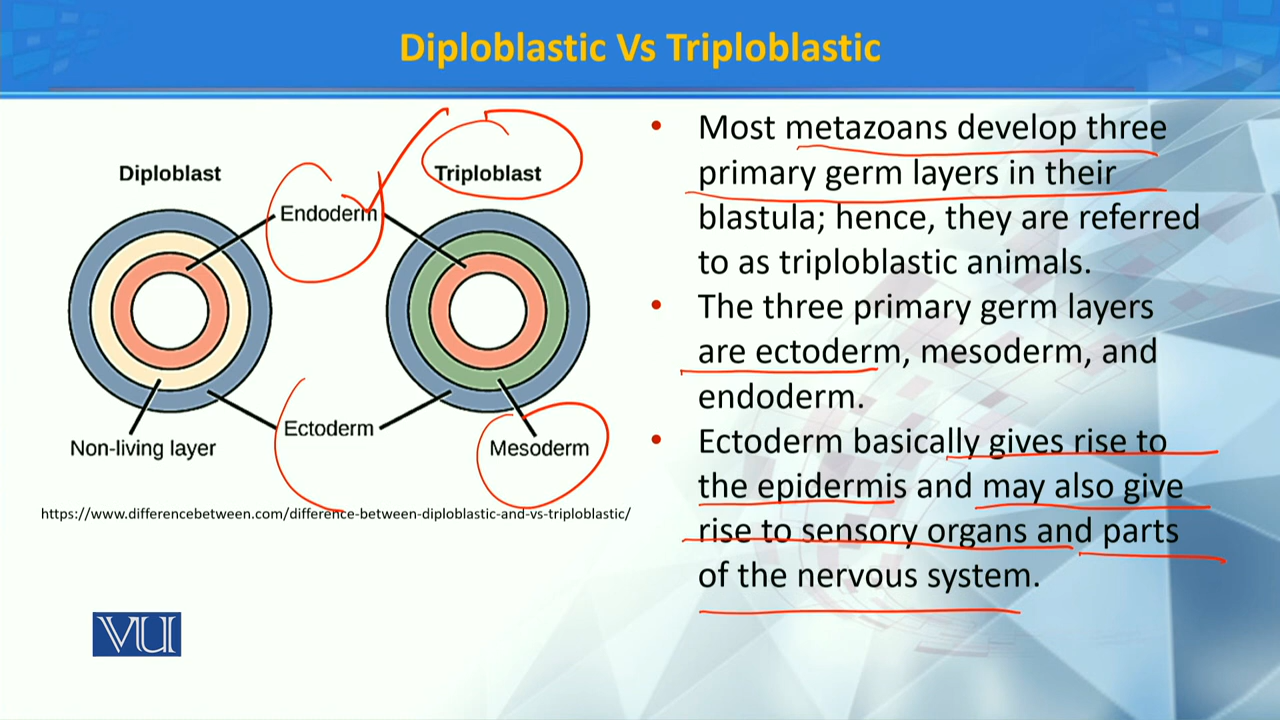 Diploblastic Vs Triploblastic
Diploblast
Triploblast
Endoderm
Ectoderm
Non-living layer
Mesoderm
https://www.differencebetween.com/difference-between-diploblastic-and-vs-triploblastic/
VU
• Most metazoans develop three
primary germ layers in their
blastula; hence, they are referred
to as triploblastic animals.
• The three primary germ layers
are ectoderm, mesoderm, and
endoderm.
• Ectoderm basically gives rise to
the epidermis and may also give
rise to sensory organs and parts
of the nervous system.